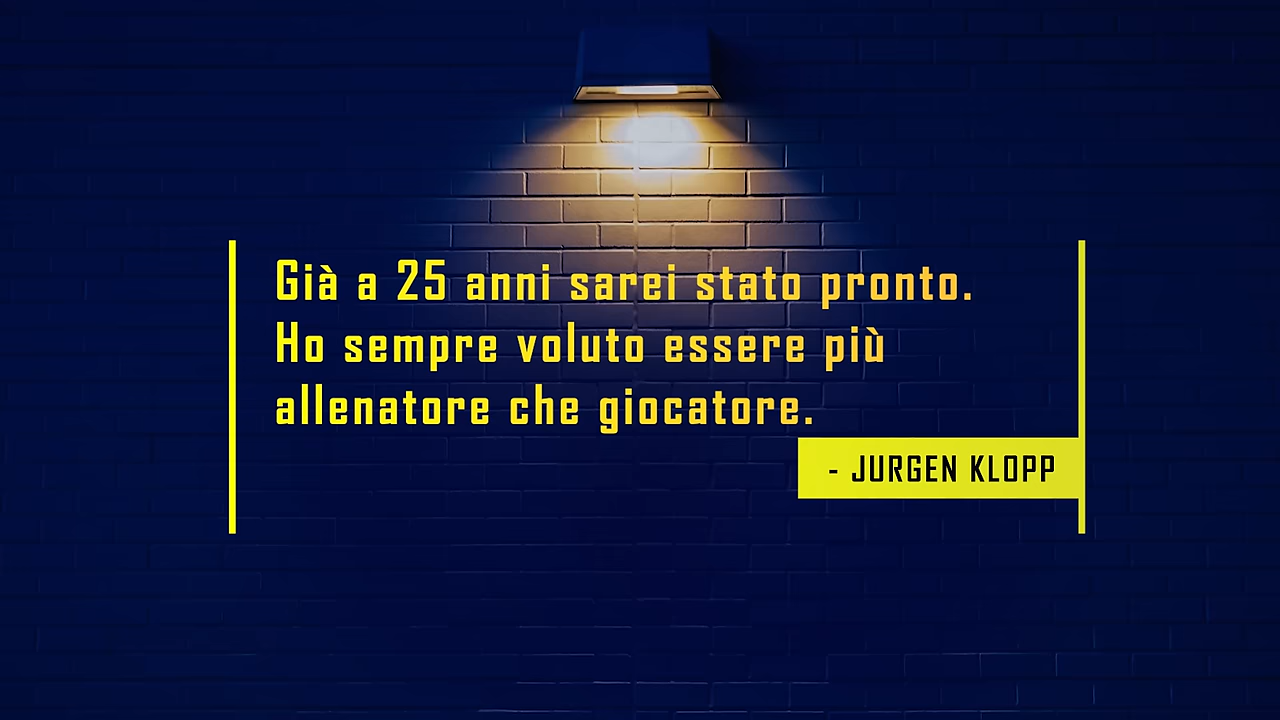 Già a 25 anni sarei stato pronto.
Ho sempre voluto essere più
allenatore che giocatore.
- JURGEN KLOPP